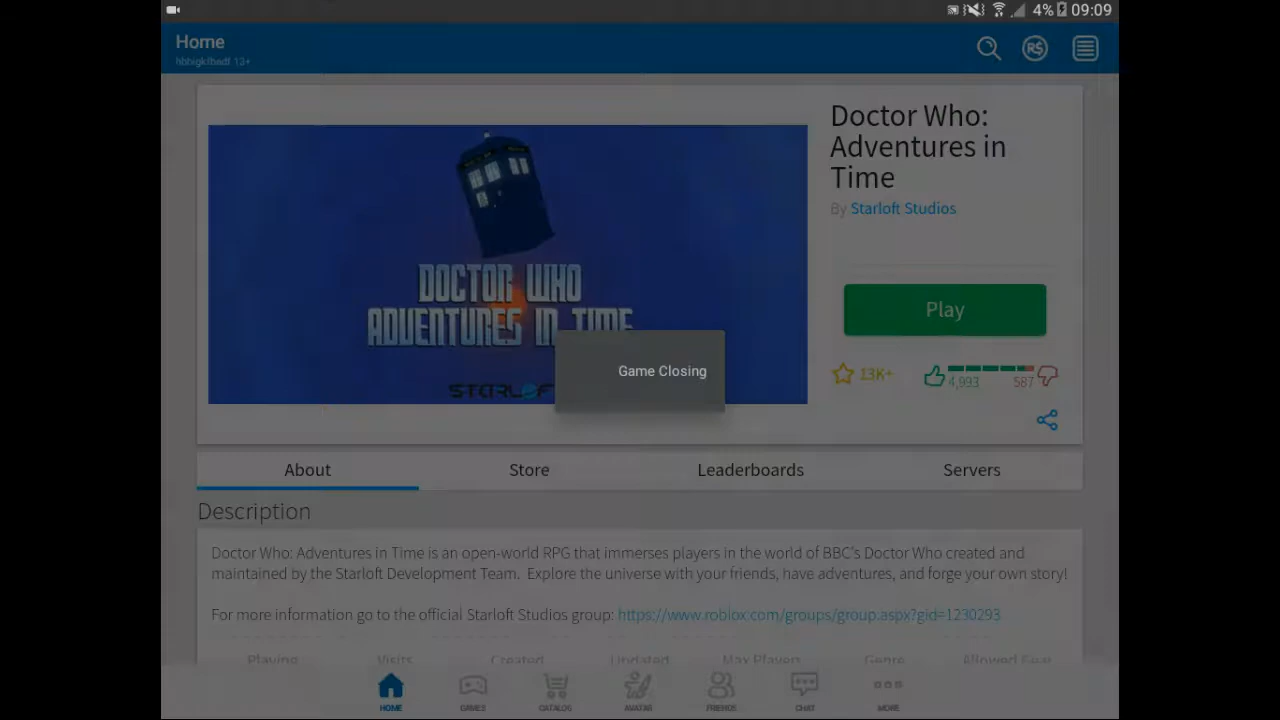 4% 09:09
Home
hbbigkfbadf 13+
R$
Doctor Who:
Adventures in
Time
By Starloft Studios
DOCTOR WHO
ADVENTURES IN TIME
STARLOFT
Play
13K+
4,993
587
Game Closing
About
Store
Leaderboards
Servers
Description
Doctor Who: Adventures in Time is an open-world RPG that immerses players in the world of BBC's Doctor Who created and
maintained by the Starloft Development Team. Explore the universe with your friends, have adventures, and forge your own story!
For more information go to the official Starloft Studios group: https://www.roblox.com/groups/group.aspx?gid=1230293
Playing
Visits
Created
Updated
Max Players
Genre
Allowed Gear
HOME
GAMES
CATALOG
AVATAR
FRIENDS
CHAT
MORE